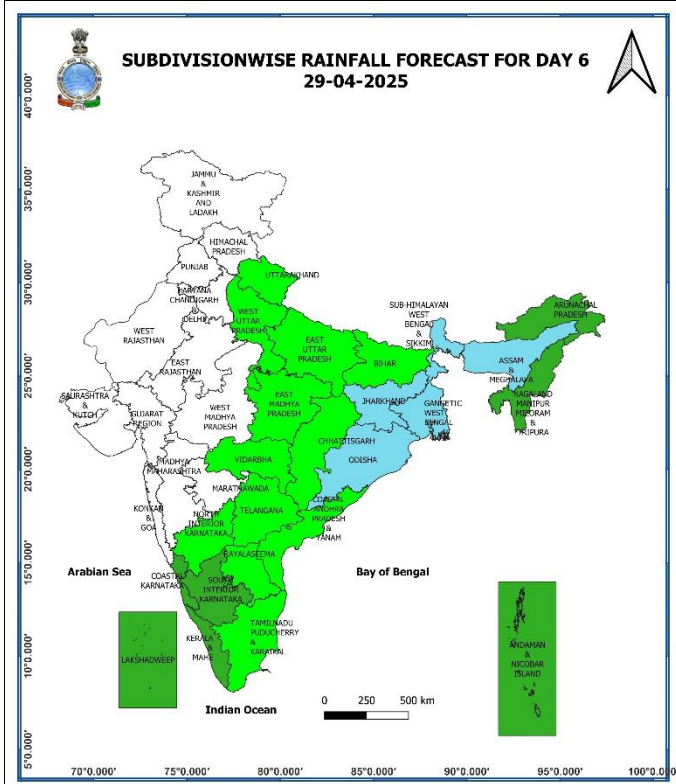 SUBDIVISIONWISE RAINFALL FORECAST FOR DAY 6
29-04-2025
40°0.000'
35°0.000'
30°0.000'
25°0.000'
20°0.000'
15°0.000'
10°0.000'
5°0.000'
JAMMU
&
KASHMIR
AND
LADAKH
HIMACHAL
PRADESH
PUNJAB
UTTARAKHAND
HARYANA
CHANDIGARH
&
DELHI
WEST
UTTAR
PRADESH
SUB-HIMALAYAN
WEST
BENGAL
&
SIKKIM
ARUNACHAL
PRADESH
WEST
RAJASTHAN
EAST
RAJASTHAN
EAST
UTTAR
PRADESH
BIHAR
ASSAM
&
MEGHALAYA
SAURASHTRA
&
KUTCH
GUJARAT
REGION
WEST
MADHYA
PRADESH
EAST
MADHYA
PRADESH
JHARKHAND
GANGETIC
WEST
BENGAL
NAGALAND
MANIPUR
MIZORAM
&
TRIPURA
CHHATTISGARH
VIDARBHA
ODISHA
MADHYA
MAHARASHTRA
MARATHAWADA
KONKAN
&
GOA
TELANGANA
COASTAL
ANDHRA
PRADESH
&
YANAM
NORTH
INTERIOR
KARNATAKA
RAYALASEEMA
Arabian Sea
Bay of Bengal
COASTAL
KARNATAKA
SOUTH
INTERIOR
KARNATAKA
TAMILNADU
PUDUCHERRY
&
KARAIKAL
KERALA
&
MAHE
LAKSHADWEEP
ANDAMAN
&
NICOBAR
ISLAND
Indian Ocean
0 250 500 km
70°0.000' 75°0.000' 80°0.000' 85°0.000' 90°0.000' 95°0.000' 100°0.000'